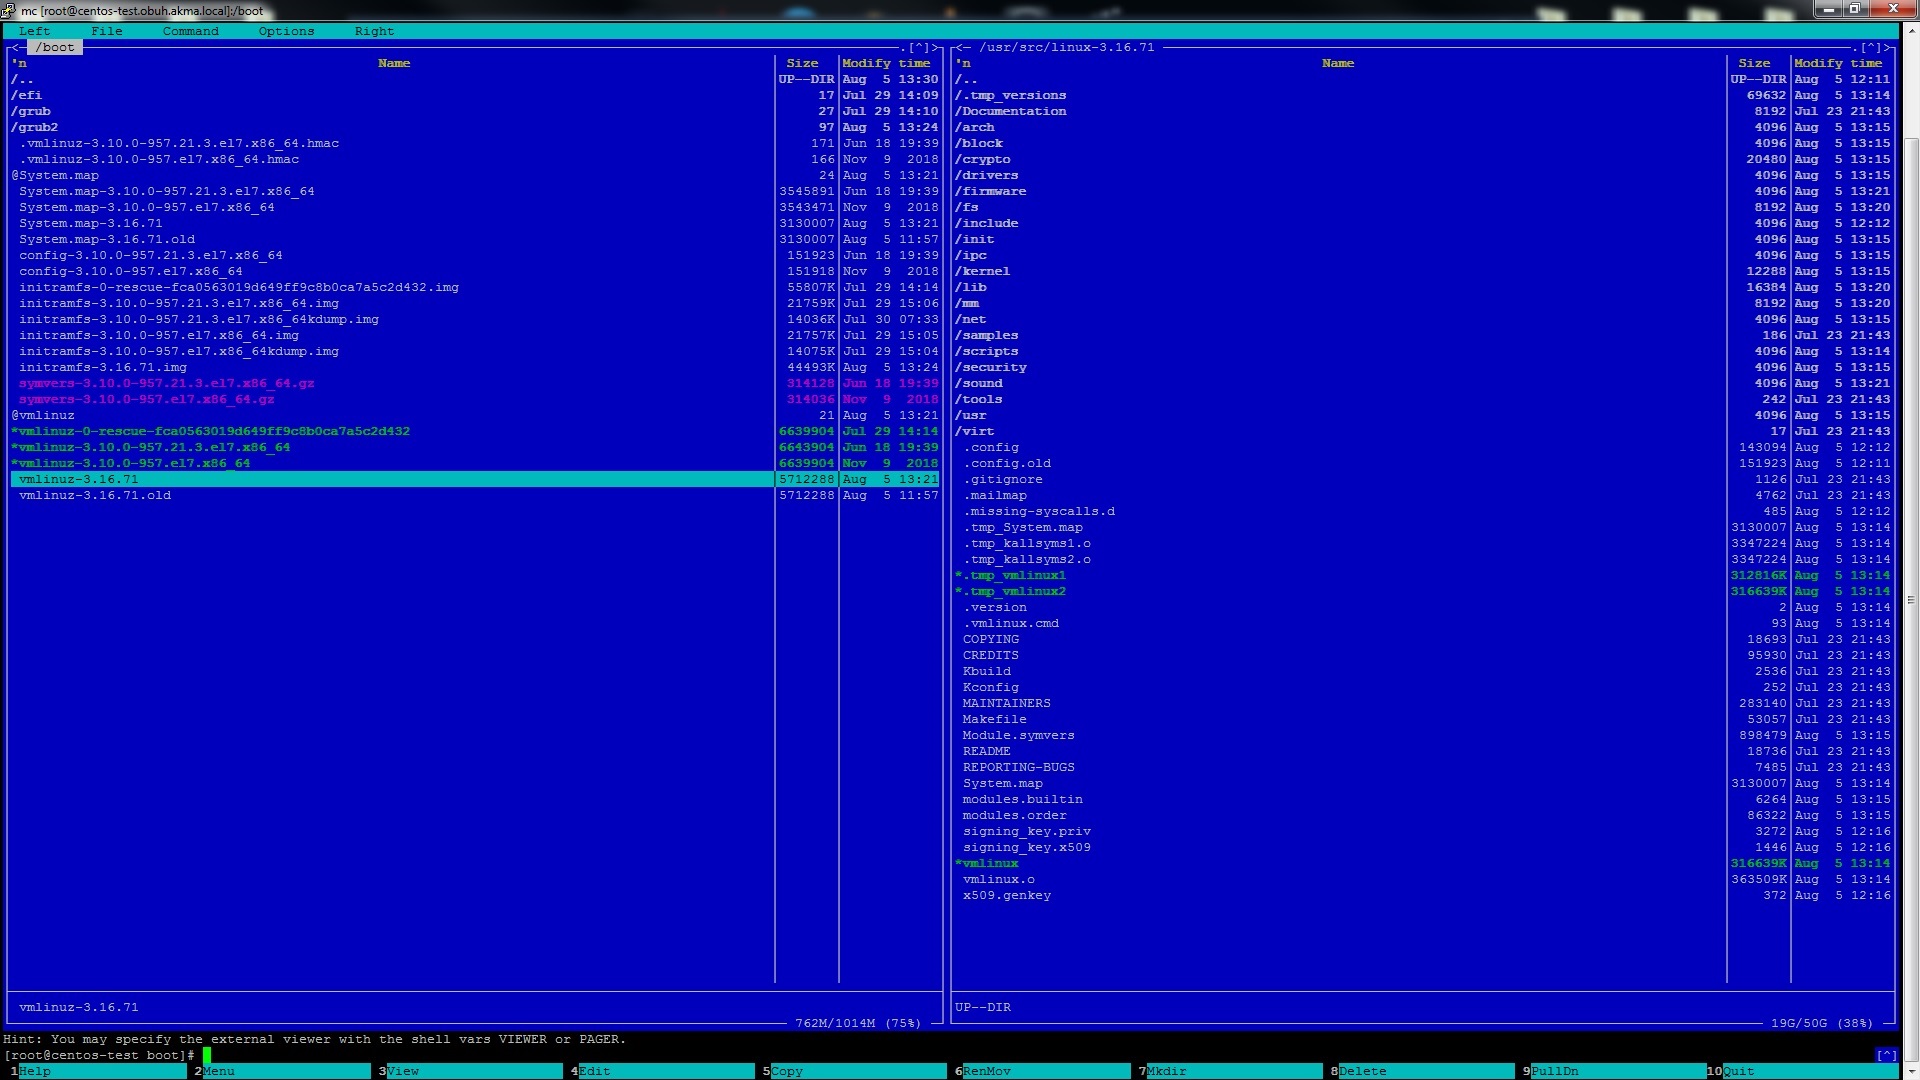 mc [root@centos-test.obuh.akma.local]:/boot
Left File Command Options Right
<- /boot .[^]>
'n Name Size Modify time
/.. UP--DIR Aug 5 13:30
/efi 17 Jul 29 14:09
/grub 27 Jul 29 14:10
/grub2 97 Aug 5 13:24
.vmlinuz-3.10.0-957.21.3.el7.x86_64.hmac 171 Jun 18 19:39
.vmlinuz-3.10.0-957.el7.x86_64.hmac 166 Nov 9 2018
@System.map 24 Aug 5 13:21
System.map-3.10.0-957.21.3.el7.x86_64 3545891 Jun 18 19:39
System.map-3.10.0-957.el7.x86_64 3543471 Nov 9 2018
System.map-3.16.71 3130007 Aug 5 13:21
System.map-3.16.71.old 3130007 Aug 5 11:57
config-3.10.0-957.21.3.el7.x86_64 151923 Jun 18 19:39
config-3.10.0-957.el7.x86_64 151918 Nov 9 2018
initramfs-0-rescue-fca0563019d649ff9c8b0ca7a5c2d432.img 55807K Jul 29 14:14
initramfs-3.10.0-957.21.3.el7.x86_64.img 21759K Jul 29 15:06
initramfs-3.10.0-957.21.3.el7.x86_64kdump.img 14036K Jul 30 07:33
initramfs-3.10.0-957.el7.x86_64.img 21757K Jul 29 15:05
initramfs-3.10.0-957.el7.x86_64kdump.img 14075K Jul 29 15:04
initramfs-3.16.71.img 44493K Aug 5 13:24
symvers-3.10.0-957.21.3.el7.x86_64.gz 314128 Jun 18 19:39
symvers-3.10.0-957.el7.x86_64.gz 314036 Nov 9 2018
@vmlinuz 21 Aug 5 13:21
*vmlinuz-0-rescue-fca0563019d649ff9c8b0ca7a5c2d432 6639904 Jul 29 14:14
*vmlinuz-3.10.0-957.21.3.el7.x86_64 6643904 Jun 18 19:39
*vmlinuz-3.10.0-957.el7.x86_64 6639904 Nov 9 2018
vmlinuz-3.16.71 5712288 Aug 5 13:21
vmlinuz-3.16.71.old 5712288 Aug 5 11:57
vmlinuz-3.16.71
762M/1014M (75%)
<- /usr/src/linux-3.16.71 .[^]>
'n Name Size Modify time
/.. UP--DIR Aug 5 12:11
/.tmp_versions 69632 Aug 5 13:14
/Documentation 8192 Jul 23 21:43
/arch 4096 Aug 5 13:15
/block 4096 Aug 5 13:15
/crypto 20480 Aug 5 13:15
/drivers 4096 Aug 5 13:15
/firmware 4096 Aug 5 13:21
/fs 8192 Aug 5 13:20
/include 4096 Aug 5 12:12
/init 4096 Aug 5 13:15
/ipc 4096 Aug 5 13:15
/kernel 12288 Aug 5 13:15
/lib 16384 Aug 5 13:20
/mm 8192 Aug 5 13:20
/net 4096 Aug 5 13:15
/samples 186 Jul 23 21:43
/scripts 4096 Aug 5 13:14
/security 4096 Aug 5 13:15
/sound 4096 Aug 5 13:21
/tools 242 Jul 23 21:43
/usr 4096 Aug 5 13:15
/virt 17 Jul 23 21:43
.config 143094 Aug 5 12:12
.config.old 151923 Aug 5 12:11
.gitignore 1126 Jul 23 21:43
.mailmap 4762 Jul 23 21:43
.missing-syscalls.d 485 Aug 5 12:12
.tmp_System.map 3130007 Aug 5 13:14
.tmp_kallsyms1.o 3347224 Aug 5 13:14
.tmp_kallsyms2.o 3347224 Aug 5 13:14
*.tmp_vmlinux1 312816K Aug 5 13:14
*.tmp_vmlinux2 316639K Aug 5 13:14
.version 2 Aug 5 13:14
.vmlinux.cmd 93 Aug 5 13:14
COPYING 18693 Jul 23 21:43
CREDITS 95930 Jul 23 21:43
Kbuild 2536 Jul 23 21:43
Kconfig 252 Jul 23 21:43
MAINTAINERS 283140 Jul 23 21:43
Makefile 53057 Jul 23 21:43
Module.symvers 898479 Aug 5 13:15
README 18736 Jul 23 21:43
REPORTING-BUGS 7485 Jul 23 21:43
System.map 3130007 Aug 5 13:14
modules.builtin 6264 Aug 5 13:15
modules.order 86322 Aug 5 13:15
signing_key.priv 3272 Aug 5 12:16
signing_key.x509 1446 Aug 5 12:16
*vmlinux 316639K Aug 5 13:14
vmlinux.o 363509K Aug 5 13:14
x509.genkey 372 Aug 5 12:16
UP--DIR
19G/50G (38%)
Hint: You may specify the external viewer with the shell vars VIEWER or PAGER.
[root@centos-test boot]# [^]
1Help 2Menu 3View 4Edit 5Copy 6RenMov 7Mkdir 8Delete 9PullDn 10Quit